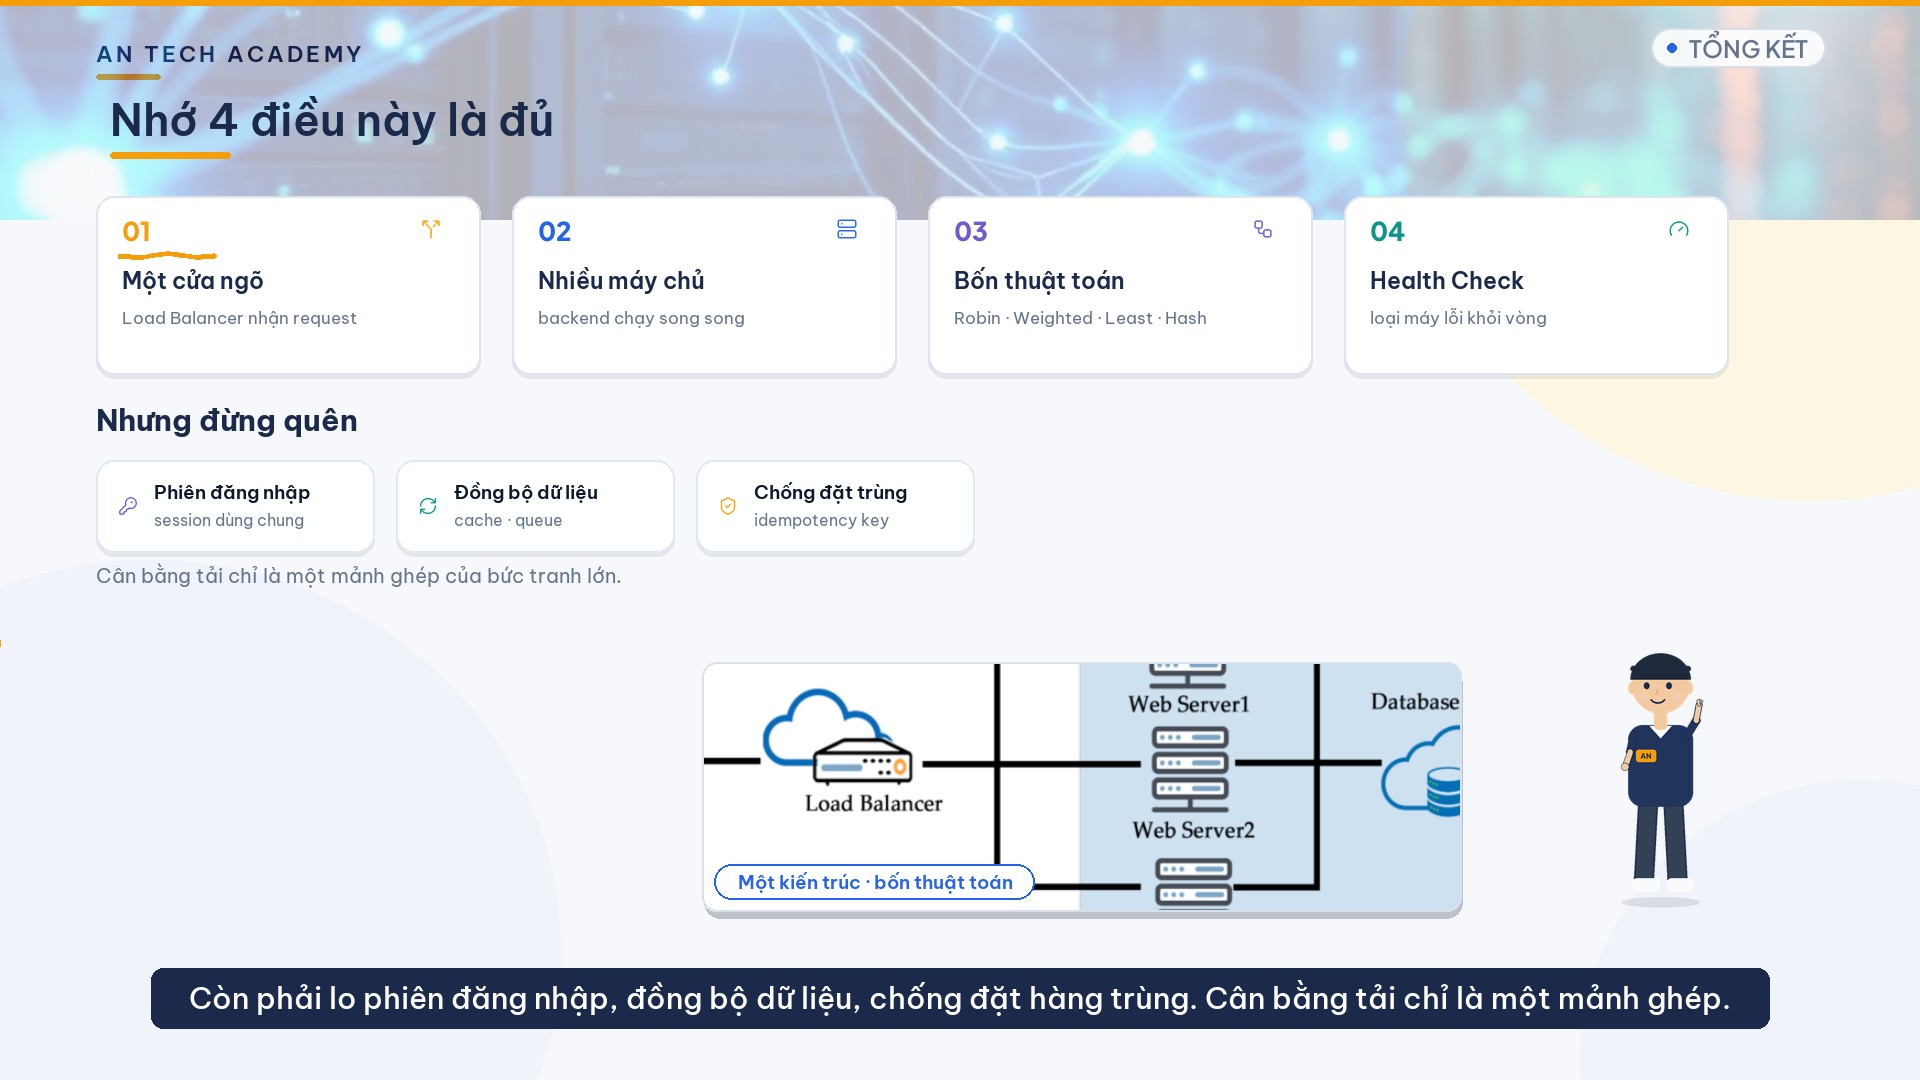 AN TECH ACADEMY
TỔNG KẾT
Nhớ 4 điều này là đủ
01
Một cửa ngõ
Load Balancer nhận request
02
Nhiều máy chủ
backend chạy song song
03
Bốn thuật toán
Robin · Weighted · Least · Hash
04
Health Check
loại máy lỗi khỏi vòng
Nhưng đừng quên
Phiên đăng nhập
session dùng chung
Đồng bộ dữ liệu
cache · queue
Chống đặt trùng
idempotency key
Cân bằng tải chỉ là một mảnh ghép của bức tranh lớn.
Web Server1
Database
Load Balancer
Web Server2
Một kiến trúc · bốn thuật toán
AN
Còn phải lo phiên đăng nhập, đồng bộ dữ liệu, chống đặt hàng trùng. Cân bằng tải chỉ là một mảnh ghép.